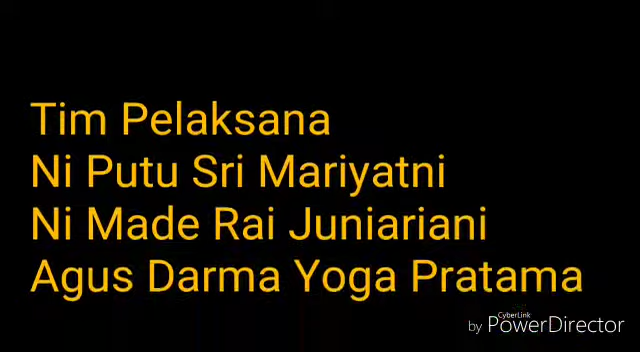 Tim Pelaksana
Ni Putu Sri Mariyatni
Ni Made Rai Juniariani
Agus Darma Yoga Pratama
CyberLink
by PowerDirector